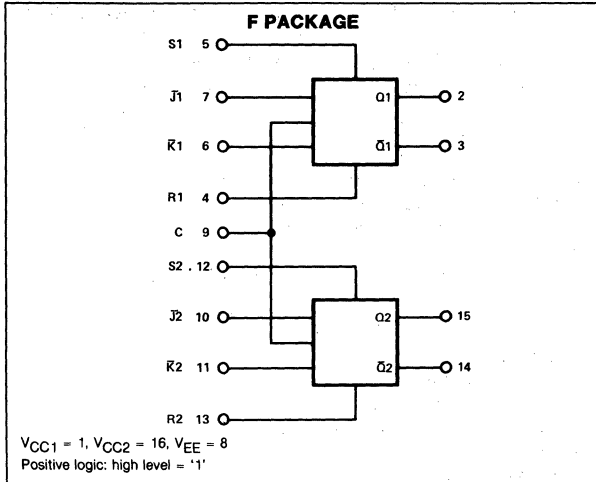 F PACKAGE
S1 5
J̅1 7
Q1 2
K̅1 6
Q̅1 3
R1 4
C 9
S2 . 12
J̅2 10
Q2 15
K̅2 11
Q̅2 14
R2 13
VCC1 = 1, VCC2 = 16, VEE = 8
Positive logic: high level = '1'